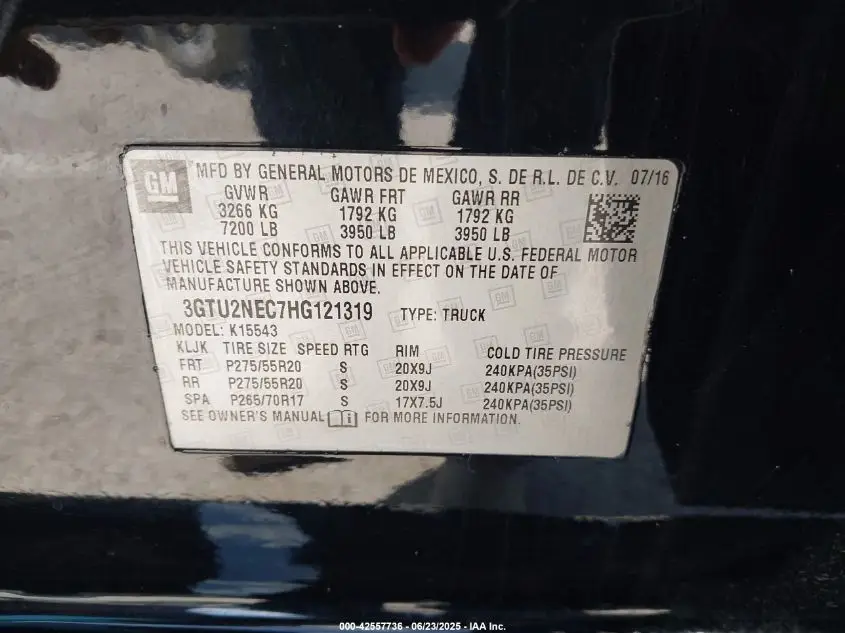 GM MFD BY GENERAL MOTORS DE MEXICO, S. DE R.L. DE C.V. 07/16
GVWR GAWR FRT GAWR RR
3266 KG 1792 KG 1792 KG
7200 LB 3950 LB 3950 LB
THIS VEHICLE CONFORMS TO ALL APPLICABLE U.S. FEDERAL MOTOR
VEHICLE SAFETY STANDARDS IN EFFECT ON THE DATE OF
MANUFACTURE SHOWN ABOVE.
3GTU2NEC7HG121319 TYPE: TRUCK
MODEL: K15543
KLJK TIRE SIZE SPEED RTG RIM COLD TIRE PRESSURE
FRT P275/55R20 S 20X9J 240KPA(35PSI)
RR P275/55R20 S 20X9J 240KPA(35PSI)
SPA P265/70R17 S 17X7.5J 240KPA(35PSI)
SEE OWNER'S MANUAL FOR MORE INFORMATION.
000-42557736 - 06/23/2025 - IAA Inc.